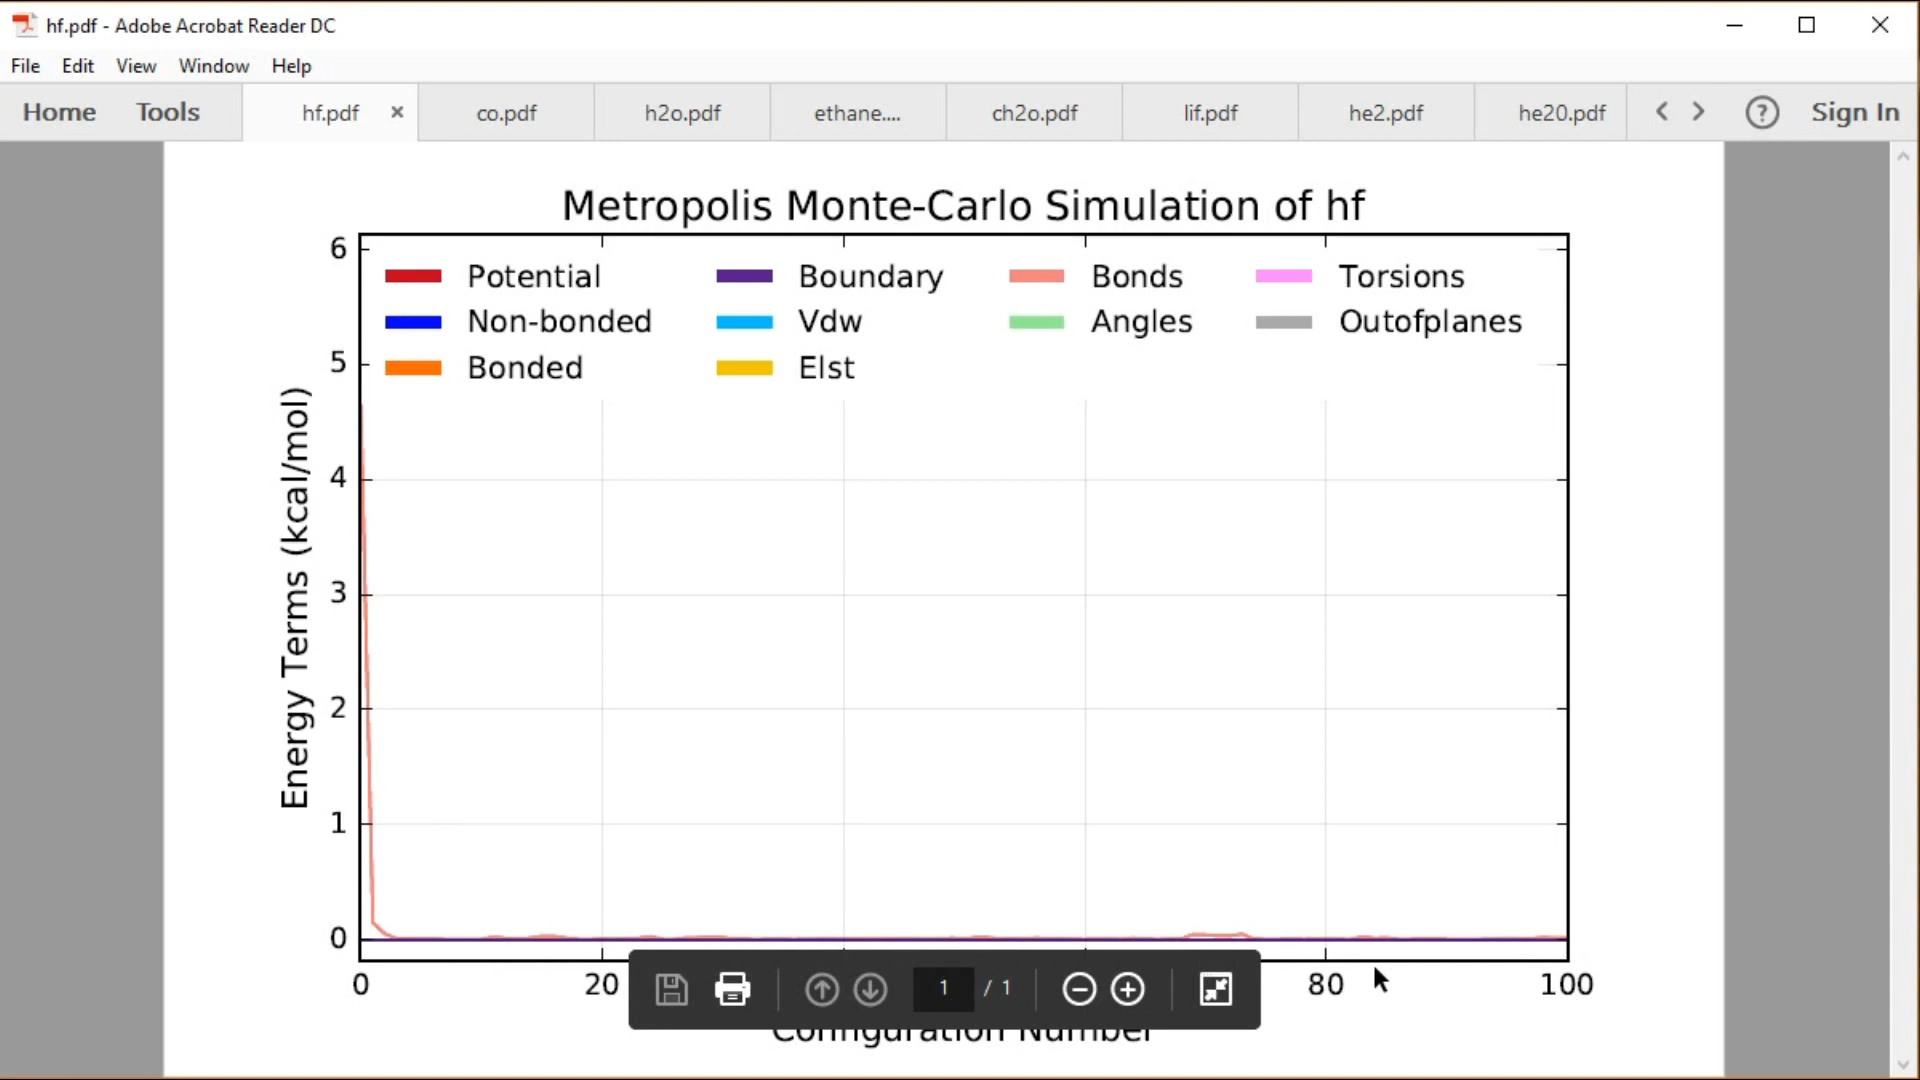 hf.pdf - Adobe Acrobat Reader DC
File Edit View Window Help
Home Tools hf.pdf co.pdf h2o.pdf ethane.... ch2o.pdf lif.pdf he2.pdf he20.pdf Sign In
Metropolis Monte-Carlo Simulation of hf
6
Potential Boundary Bonds Torsions
Non-bonded Vdw Angles Outofplanes
5
Bonded Elst
4
3
2
1
0
Energy Terms (kcal/mol)
0 20 80 100
1 / 1
Configuration Number